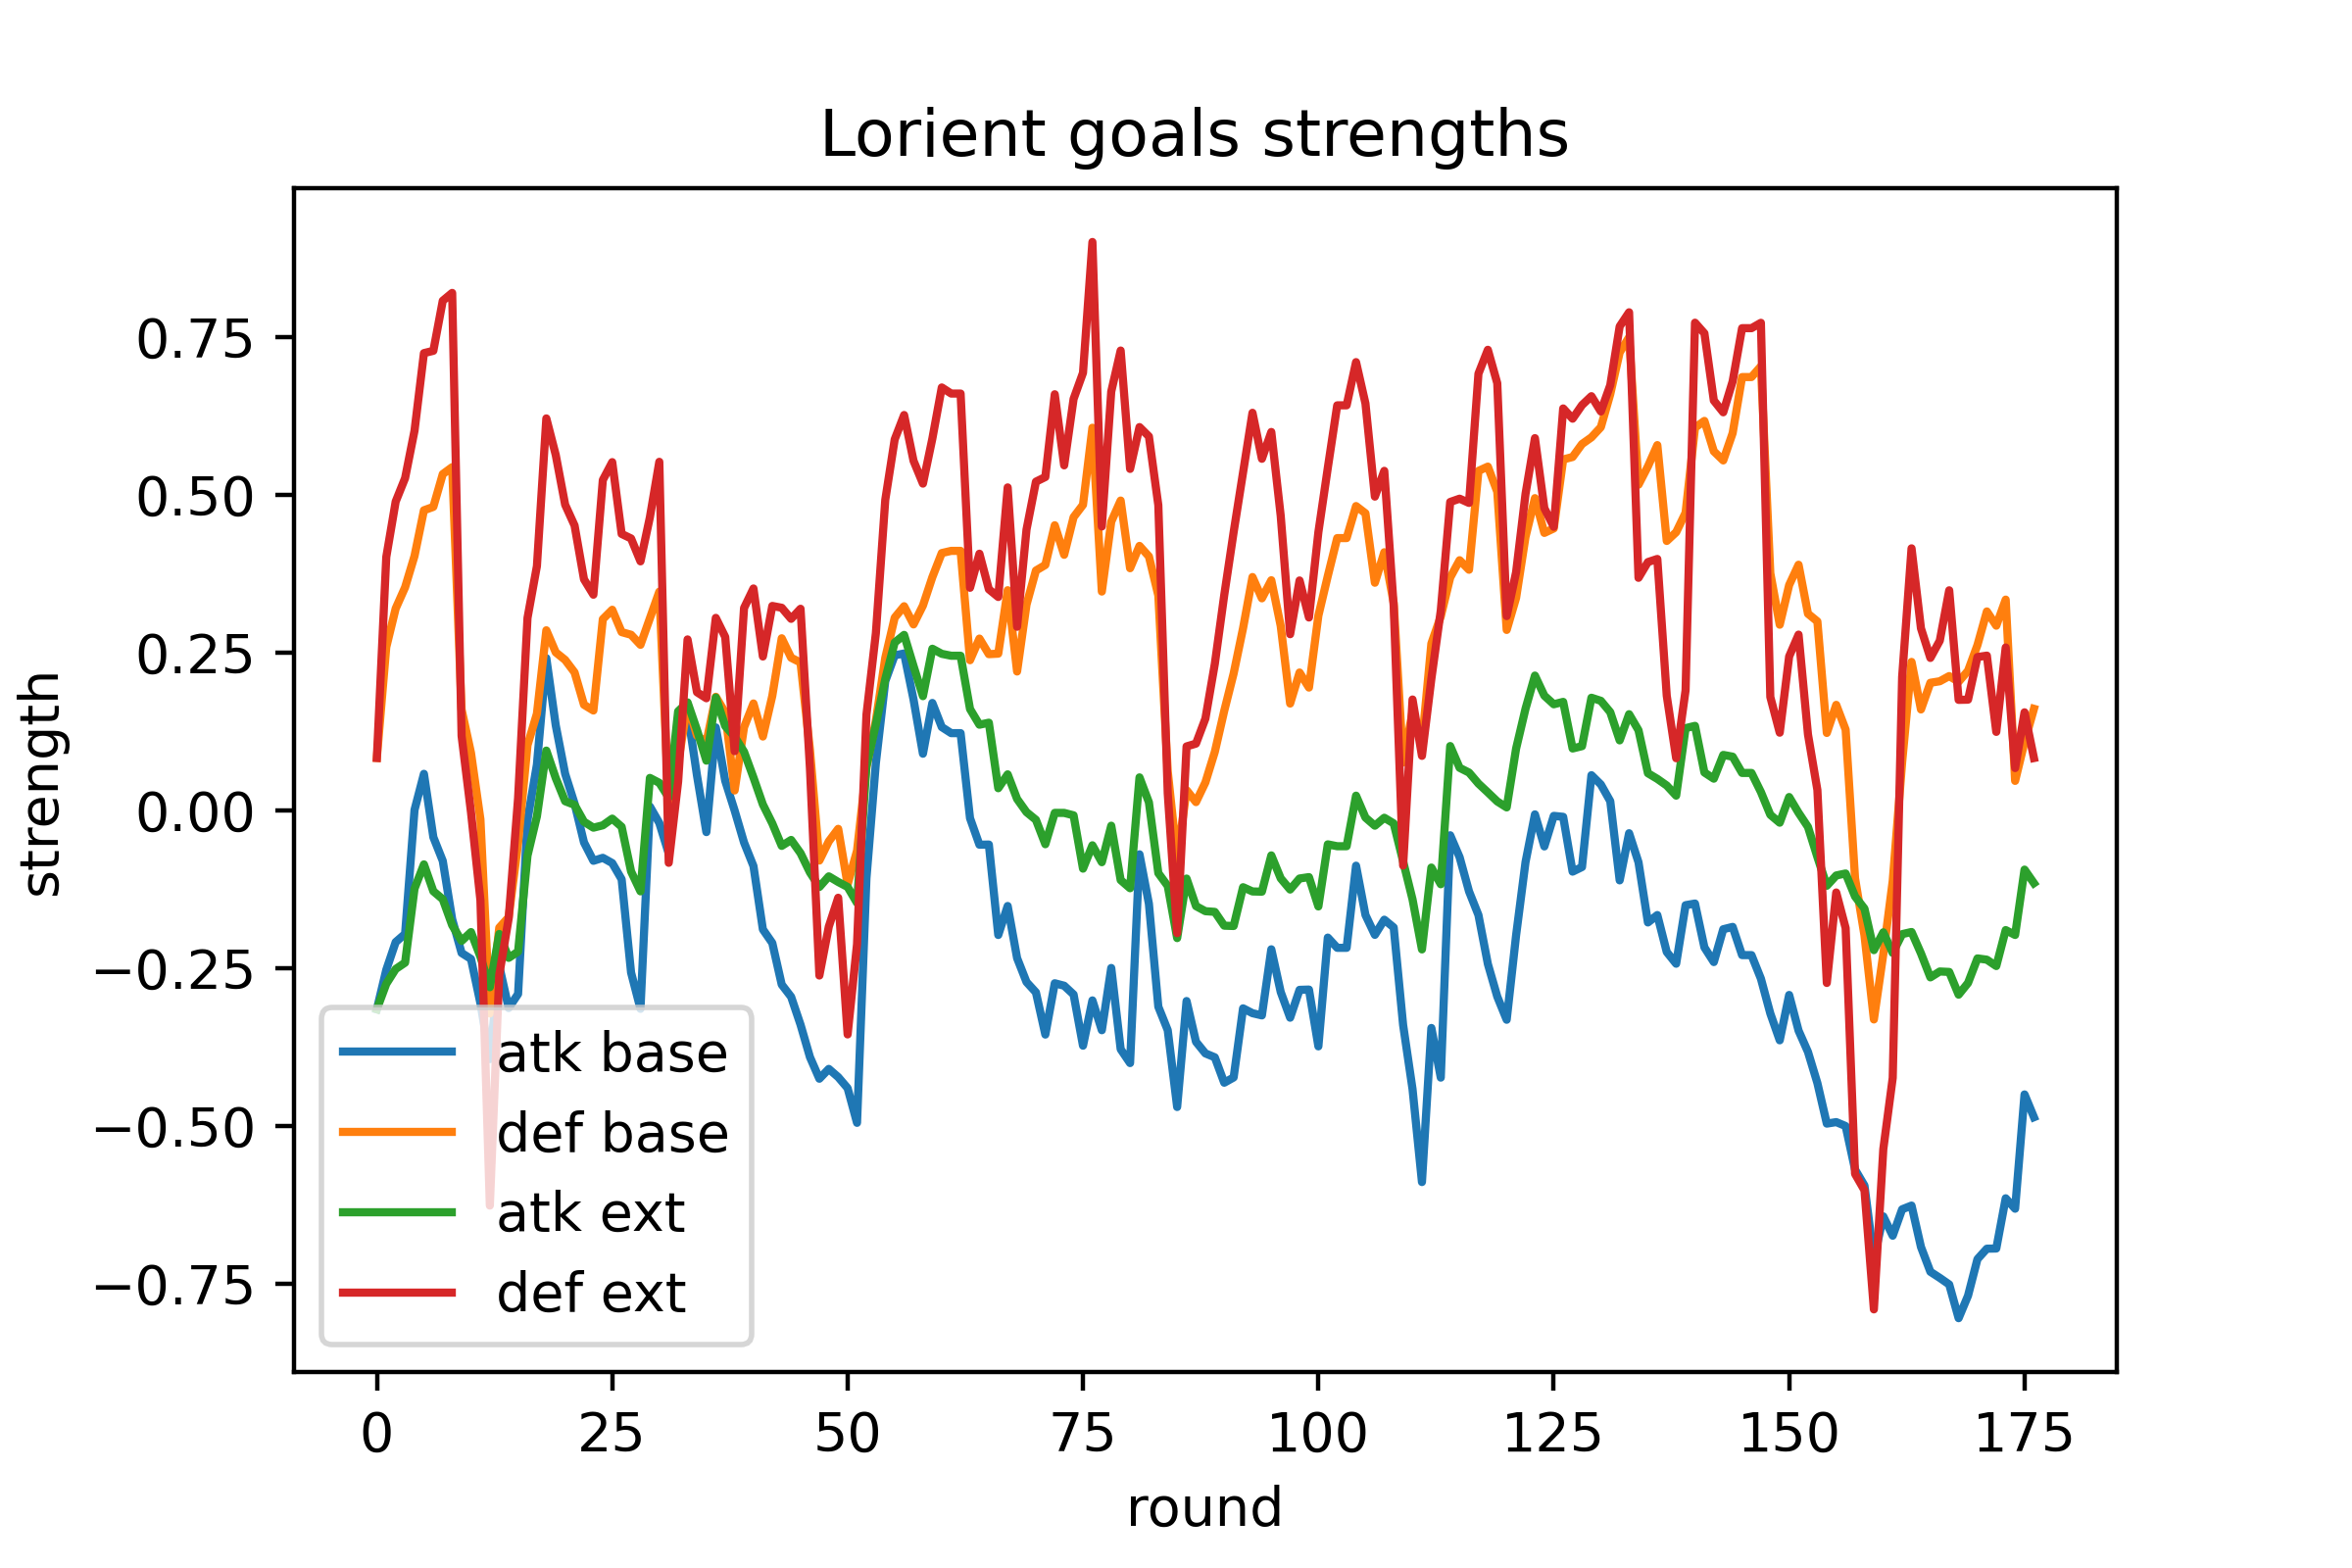 Lorient goals strengths
strength
0.75
0.50
0.25
0.00
−0.25
−0.50
−0.75
atk base
def base
atk ext
def ext
0 25 50 75 100 125 150 175
round